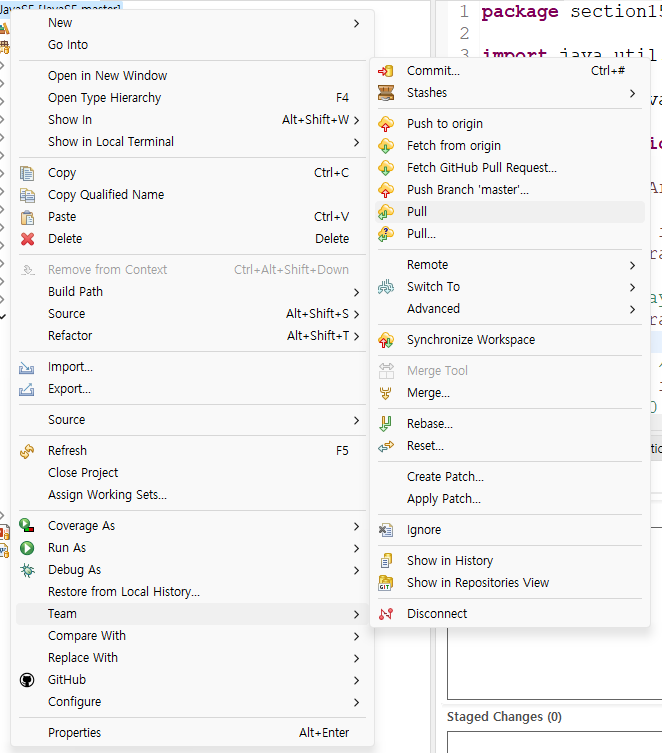 JavaSE [JavaSE master]
New
Go Into
Open in New Window
Open Type Hierarchy F4
Show In Alt+Shift+W
Show in Local Terminal
Copy Ctrl+C
Copy Qualified Name
Paste Ctrl+V
Delete Delete
Remove from Context Ctrl+Alt+Shift+Down
Build Path
Source Alt+Shift+S
Refactor Alt+Shift+T
Import...
Export...
Source
Refresh F5
Close Project
Assign Working Sets...
Coverage As
Run As
Debug As
Restore from Local History...
Team
Compare With
Replace With
GitHub
Configure
Properties Alt+Enter
Commit... Ctrl+#
Stashes
Push to origin
Fetch from origin
Fetch GitHub Pull Request...
Push Branch 'master'...
Pull
Pull...
Remote
Switch To
Advanced
Synchronize Workspace
Merge Tool
Merge...
Rebase...
Reset...
Create Patch...
Apply Patch...
Ignore
Show in History
GIT
Show in Repositories View
Disconnect
1 package section15
2
3 import java.util
Staged Changes (0)